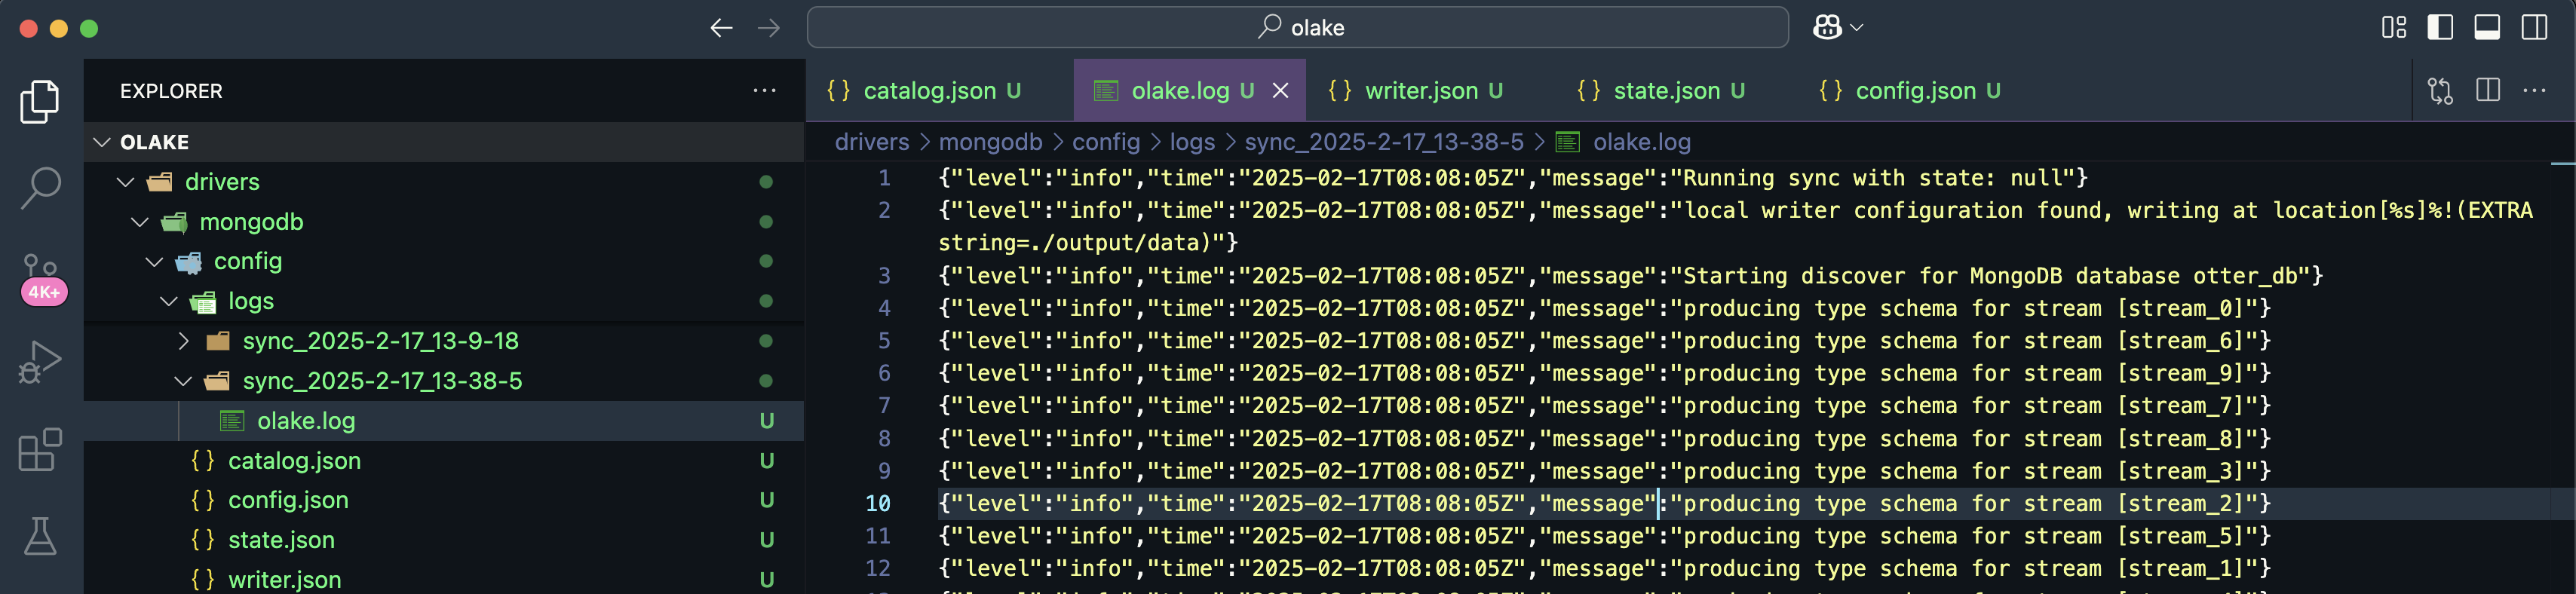 olake
EXPLORER
OLAKE
drivers
mongodb
config
logs
sync_2025-2-17_13-9-18
sync_2025-2-17_13-38-5
olake.log U
catalog.json U
config.json U
state.json U
writer.json U
4K+
catalog.json U
olake.log U
writer.json U
state.json U
config.json U
drivers > mongodb > config > logs > sync_2025-2-17_13-38-5 > olake.log
1 {"level":"info","time":"2025-02-17T08:08:05Z","message":"Running sync with state: null"}
2 {"level":"info","time":"2025-02-17T08:08:05Z","message":"local writer configuration found, writing at location[%s]%!(EXTRA
string=./output/data)"}
3 {"level":"info","time":"2025-02-17T08:08:05Z","message":"Starting discover for MongoDB database otter_db"}
4 {"level":"info","time":"2025-02-17T08:08:05Z","message":"producing type schema for stream [stream_0]"}
5 {"level":"info","time":"2025-02-17T08:08:05Z","message":"producing type schema for stream [stream_6]"}
6 {"level":"info","time":"2025-02-17T08:08:05Z","message":"producing type schema for stream [stream_9]"}
7 {"level":"info","time":"2025-02-17T08:08:05Z","message":"producing type schema for stream [stream_7]"}
8 {"level":"info","time":"2025-02-17T08:08:05Z","message":"producing type schema for stream [stream_8]"}
9 {"level":"info","time":"2025-02-17T08:08:05Z","message":"producing type schema for stream [stream_3]"}
10 {"level":"info","time":"2025-02-17T08:08:05Z","message":"producing type schema for stream [stream_2]"}
11 {"level":"info","time":"2025-02-17T08:08:05Z","message":"producing type schema for stream [stream_5]"}
12 {"level":"info","time":"2025-02-17T08:08:05Z","message":"producing type schema for stream [stream_1]"}